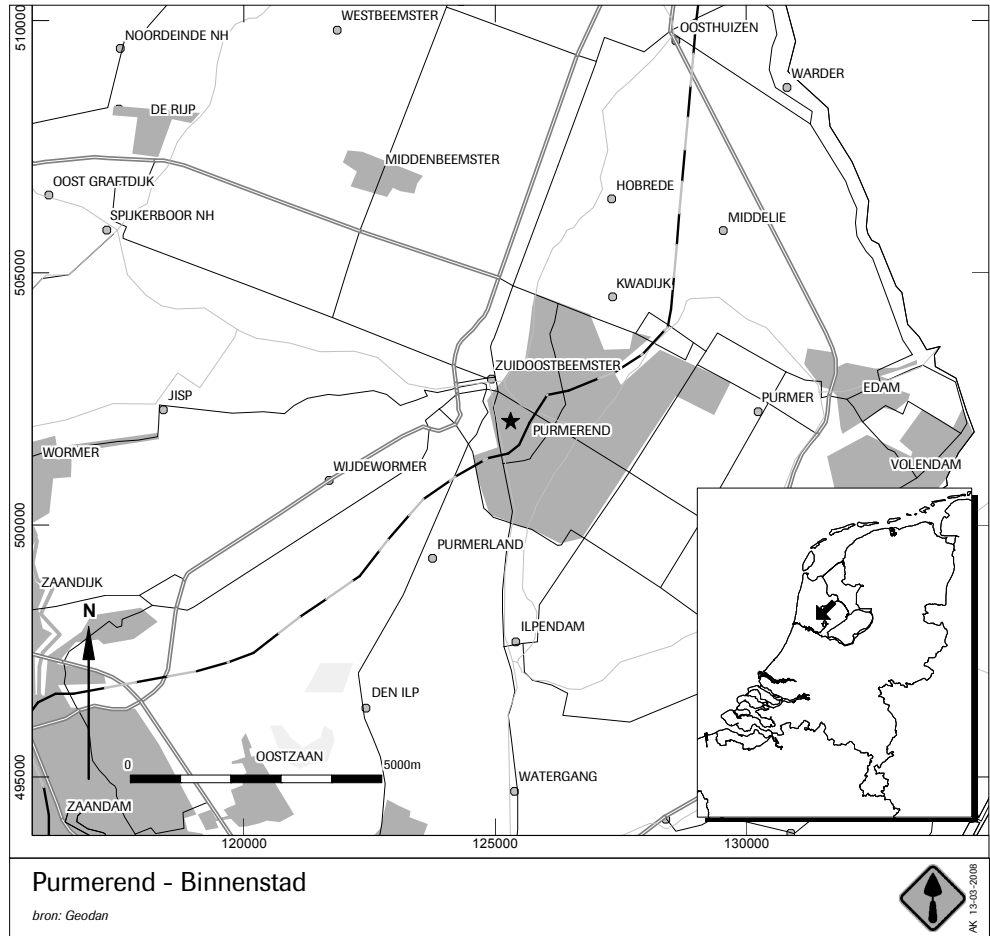 510000
WESTBEEMSTER
NOORDEINDE NH
OOSTHUIZEN
WARDER
DE RIJP
MIDDENBEEMSTER
OOST GRAFTDIJK
HOBREDE
SPIJKERBOOR NH
MIDDELIE
505000
KWADIJK
ZUIDOOSTBEEMSTER
JISP
EDAM
PURMER
PURMEREND
WORMER
WIJDEWORMER
VOLENDAM
500000
PURMERLAND
ZAANDIJK
N
ILPENDAM
DEN ILP
OOSTZAAN
0
5000m
WATERGANG
495000
ZAANDAM
120000
125000
130000
Purmerend - Binnenstad
bron: Geodan
AK 13-03-2008